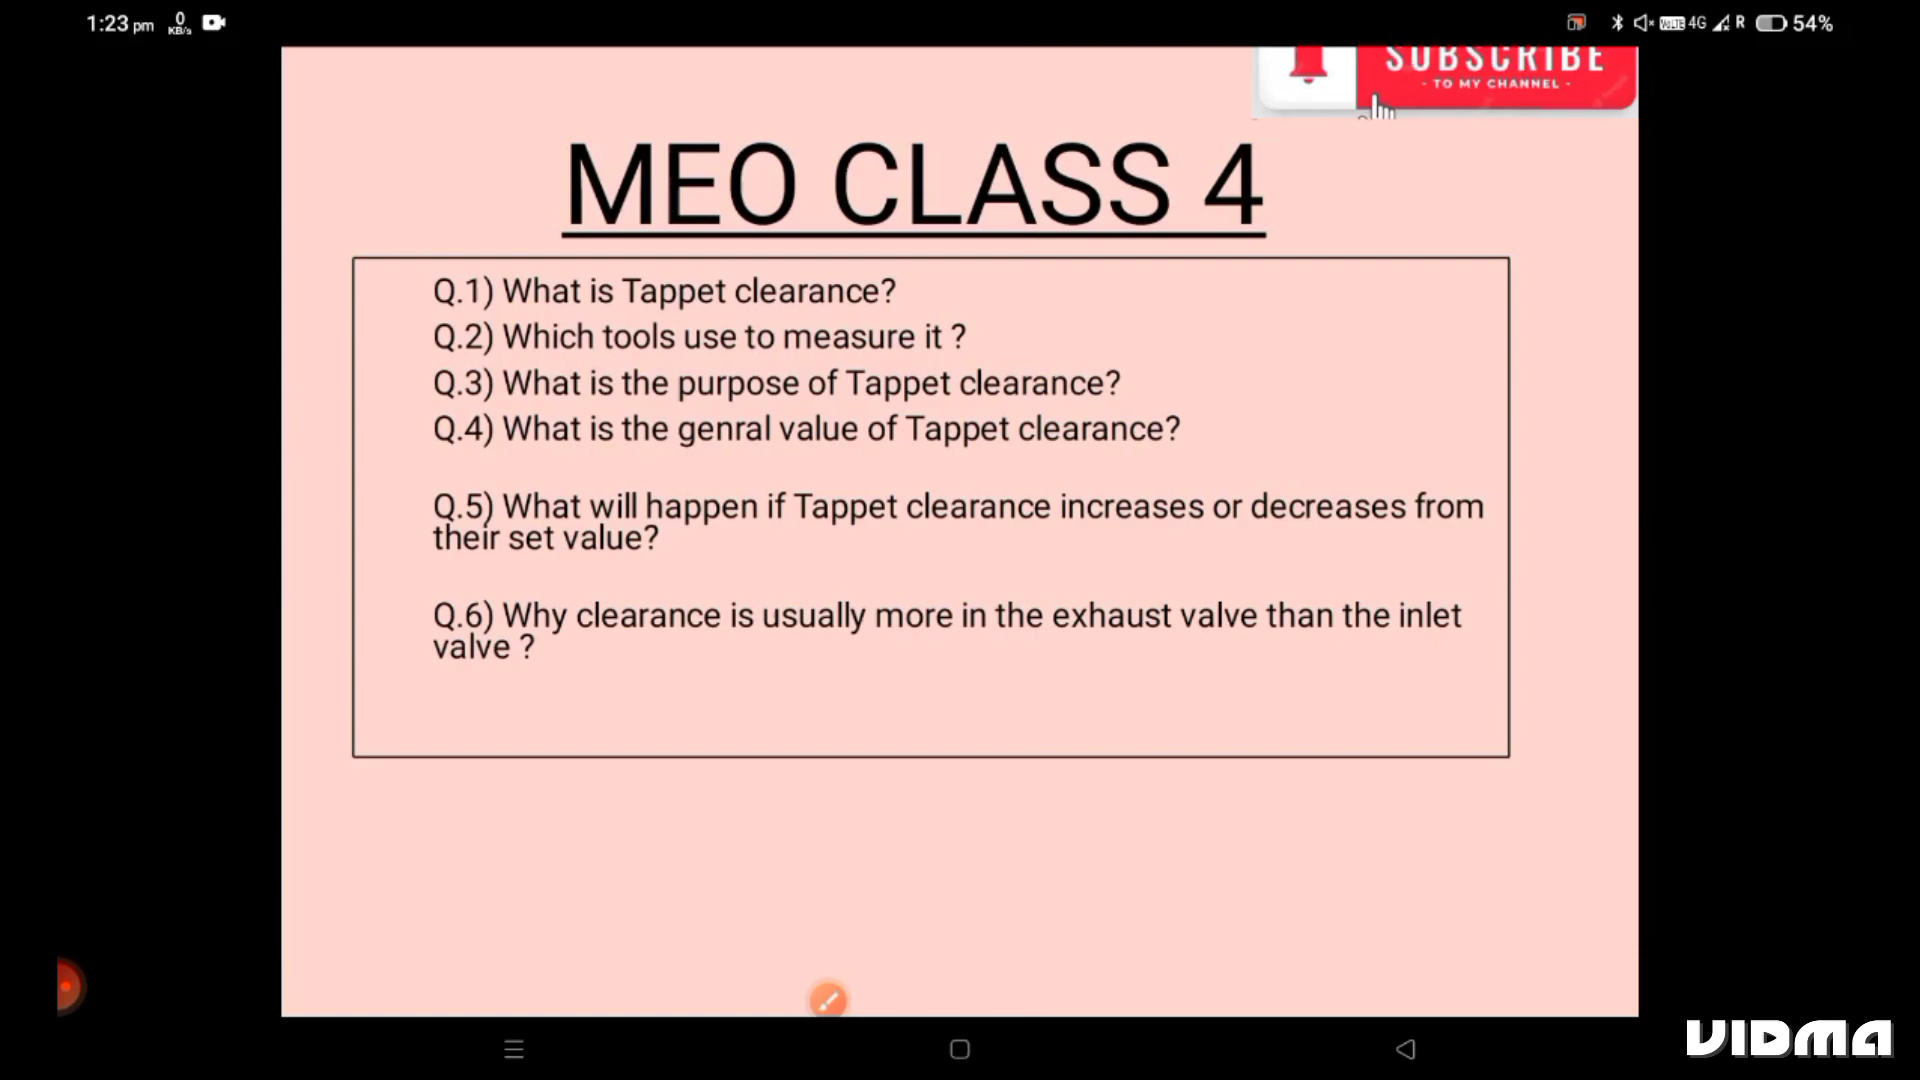 1:23 pm
0
KB/s
VoLTE 4G R 54%
SUBSCRIBE
- TO MY CHANNEL -
MEO CLASS 4
Q.1) What is Tappet clearance?
Q.2) Which tools use to measure it ?
Q.3) What is the purpose of Tappet clearance?
Q.4) What is the genral value of Tappet clearance?
Q.5) What will happen if Tappet clearance increases or decreases from
their set value?
Q.6) Why clearance is usually more in the exhaust valve than the inlet
valve ?
VIDMA